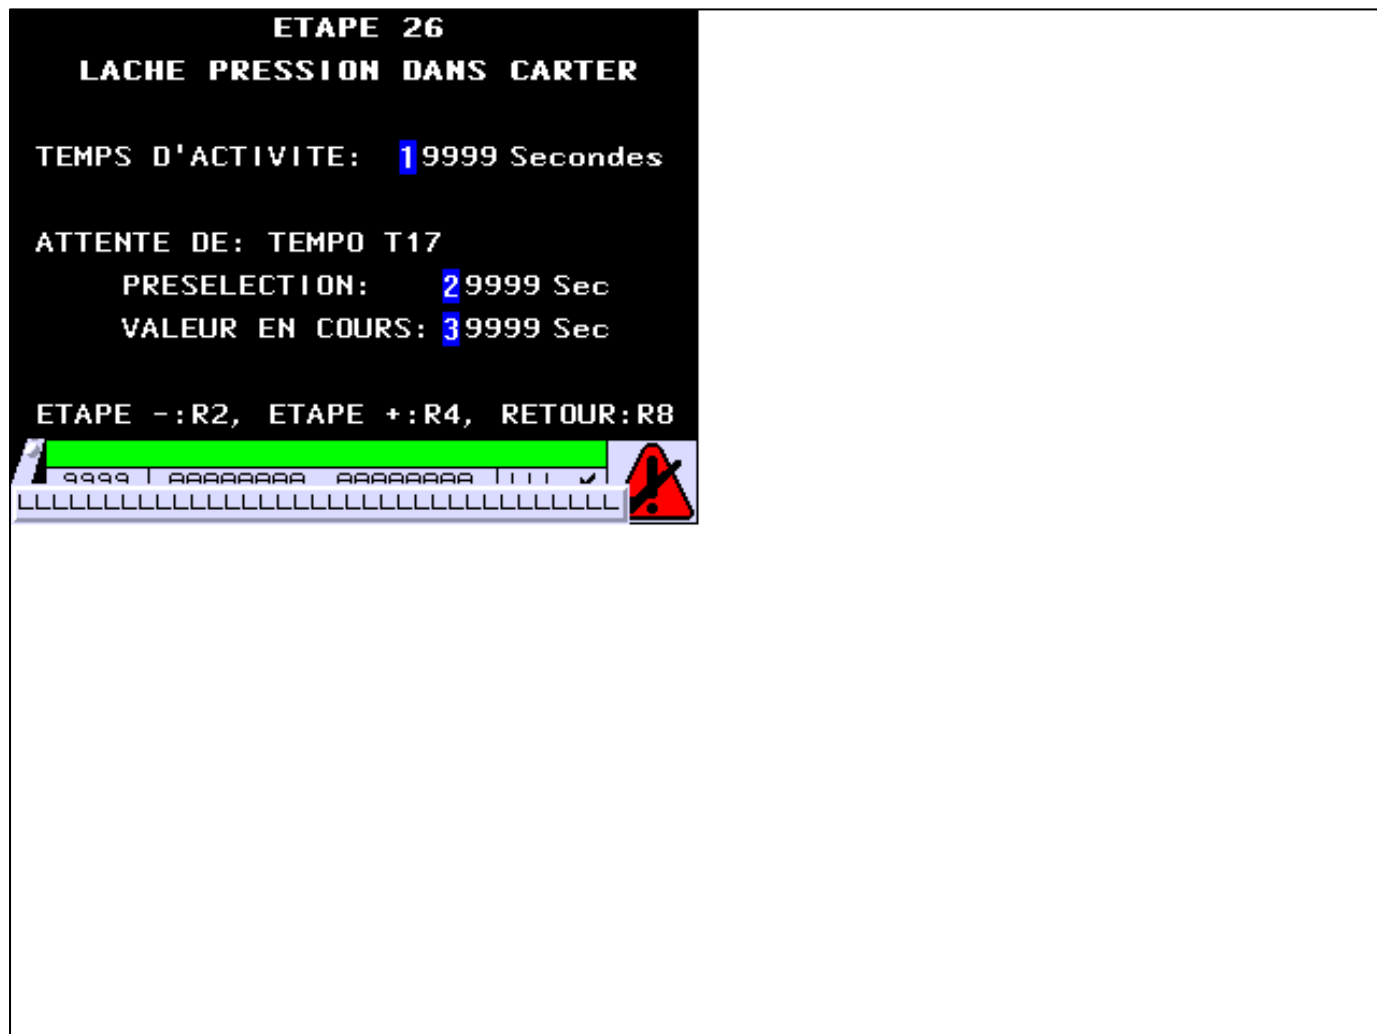 ETAPE 26
LACHE PRESSION DANS CARTER
TEMPS D'ACTIVITE: 19999 Secondes
ATTENTE DE: TEMPO T17
PRESELECTION: 29999 Sec
VALEUR EN COURS: 39999 Sec
ETAPE -:R2, ETAPE +:R4, RETOUR:R8
LLLLLLLLLLLLLLLLLLLLLLLLLLLLLLLLLLL